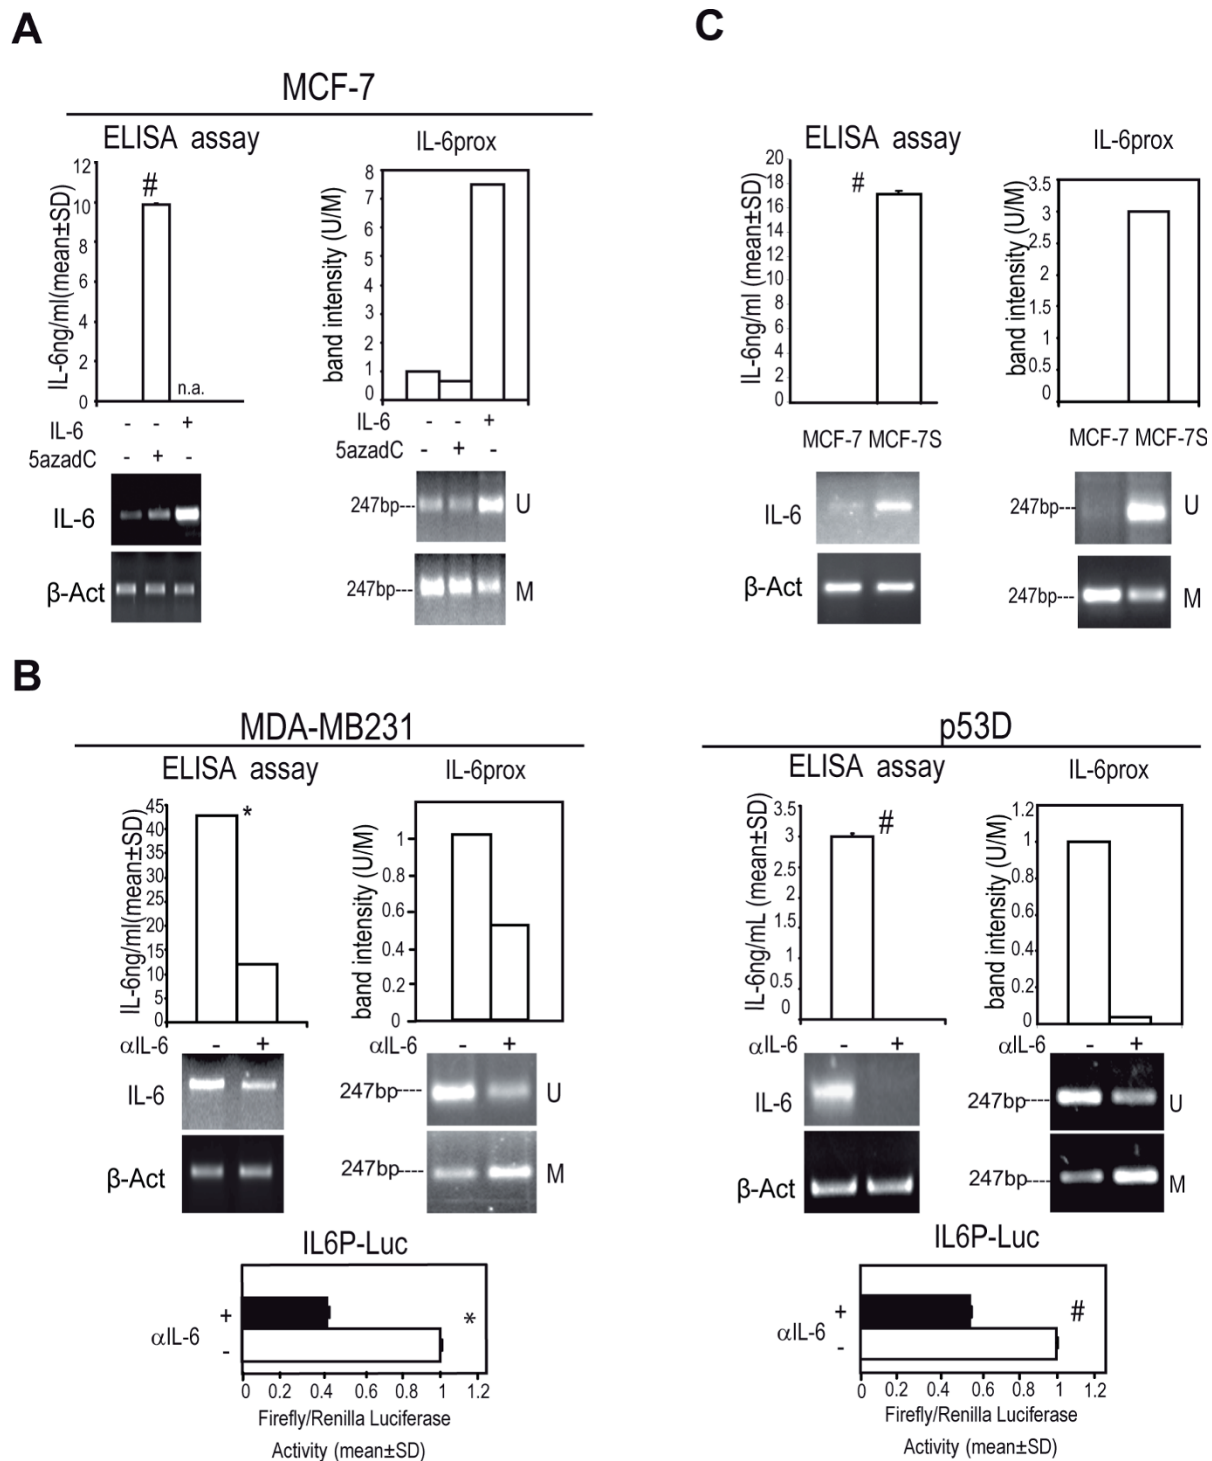 A
MCF-7
ELISA assay
IL-6ng/ml(mean±SD)
12
10
8
6
4
2
0
#
n.a.
IL-6 - - +
5azadC - + -
IL-6
β-Act
IL-6prox
band intensity (U/M)
8
7
6
5
4
3
2
1
0
IL-6 - - +
5azadC - + -
247bp--- U
247bp--- M
C
ELISA assay
IL-6ng/ml (mean±SD)
20
18
16
14
12
10
8
6
4
2
0
#
MCF-7 MCF-7S
IL-6
β-Act
IL-6prox
band intensity (U/M)
3.5
3
2.5
2
1.5
1
0.5
0
MCF-7 MCF-7S
247bp--- U
247bp--- M
B
MDA-MB231
ELISA assay
IL-6ng/ml(mean±SD)
45
40
35
30
25
20
15
10
5
0
*
αIL-6 - +
IL-6
β-Act
IL-6prox
band intensity (U/M)
1
0.8
0.6
0.4
0.2
0
αIL-6 - +
247bp---- U
247bp---- M
IL6P-Luc
αIL-6
+
-
*
0 0.2 0.4 0.6 0.8 1 1.2
Firefly/Renilla Luciferase
Activity (mean±SD)
p53D
ELISA assay
IL-6ng/mL (mean±SD)
3.5
3
2.5
2
1.5
1
0.5
0
#
αIL-6 - +
IL-6
β-Act
IL-6prox
band intensity (U/M)
1.2
1
0.8
0.6
0.4
0.2
0
αIL-6 - +
247bp---- U
247bp---- M
IL6P-Luc
αIL-6
+
-
#
0 0.2 0.4 0.6 0.8 1 1.2
Firefly/Renilla Luciferase
Activity (mean±SD)